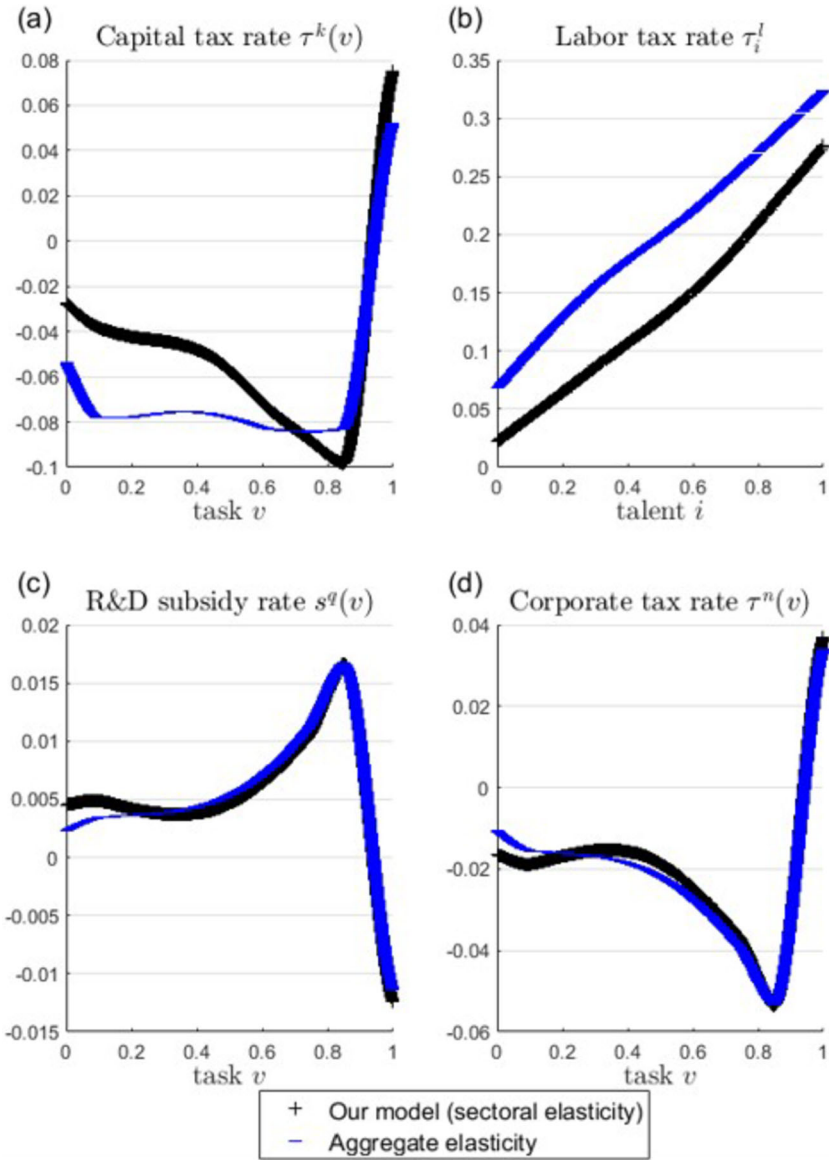 (a)
Capital tax rate τ^k(v)
0.08
0.06
0.04
0.02
0
-0.02
-0.04
-0.06
-0.08
-0.1
0 0.2 0.4 0.6 0.8 1
task v
(b)
Labor tax rate τ_i^l
0.35
0.3
0.25
0.2
0.15
0.1
0.05
0
0 0.2 0.4 0.6 0.8 1
talent i
(c)
R&D subsidy rate s^q(v)
0.02
0.015
0.01
0.005
0
-0.005
-0.01
-0.015
0 0.2 0.4 0.6 0.8 1
task v
(d)
Corporate tax rate τ^n(v)
0.04
0.02
0
-0.02
-0.04
-0.06
0 0.2 0.4 0.6 0.8 1
task v
+ Our model (sectoral elasticity)
− Aggregate elasticity